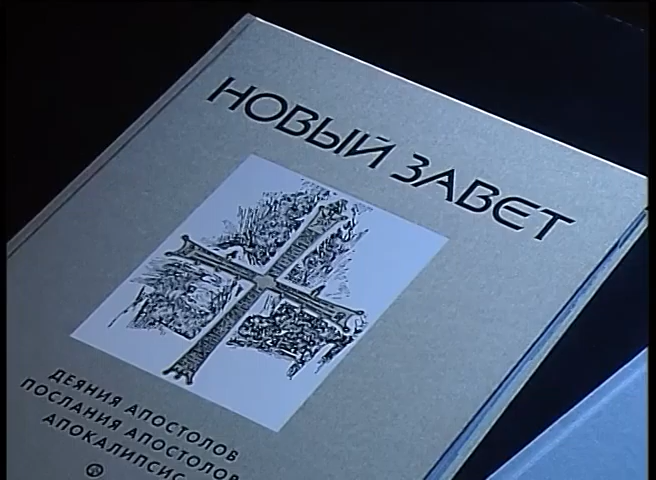 НОВЫЙ ЗАВЕТ
ДЕЯНИЯ АПОСТОЛОВ
ПОСЛАНИЯ АПОСТОЛОВ
АПОКАЛИПСИС